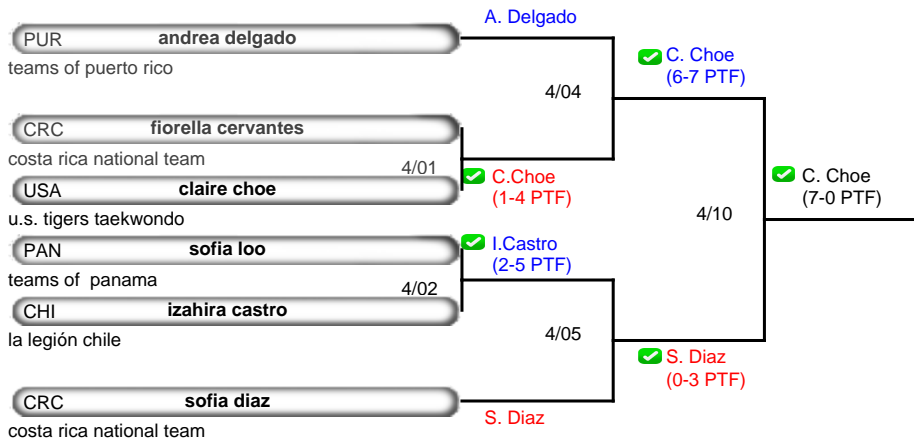 A. Delgado
PUR andrea delgado
teams of puerto rico
C. Choe
(6-7 PTF)
4/04
CRC fiorella cervantes
costa rica national team
4/01
C.Choe
(1-4 PTF)
USA claire choe
u.s. tigers taekwondo
C. Choe
(7-0 PTF)
4/10
PAN sofia loo
teams of  panama
I.Castro
(2-5 PTF)
4/02
CHI izahira castro
la legión chile
4/05
S. Diaz
(0-3 PTF)
CRC sofia diaz
costa rica national team
S. Diaz